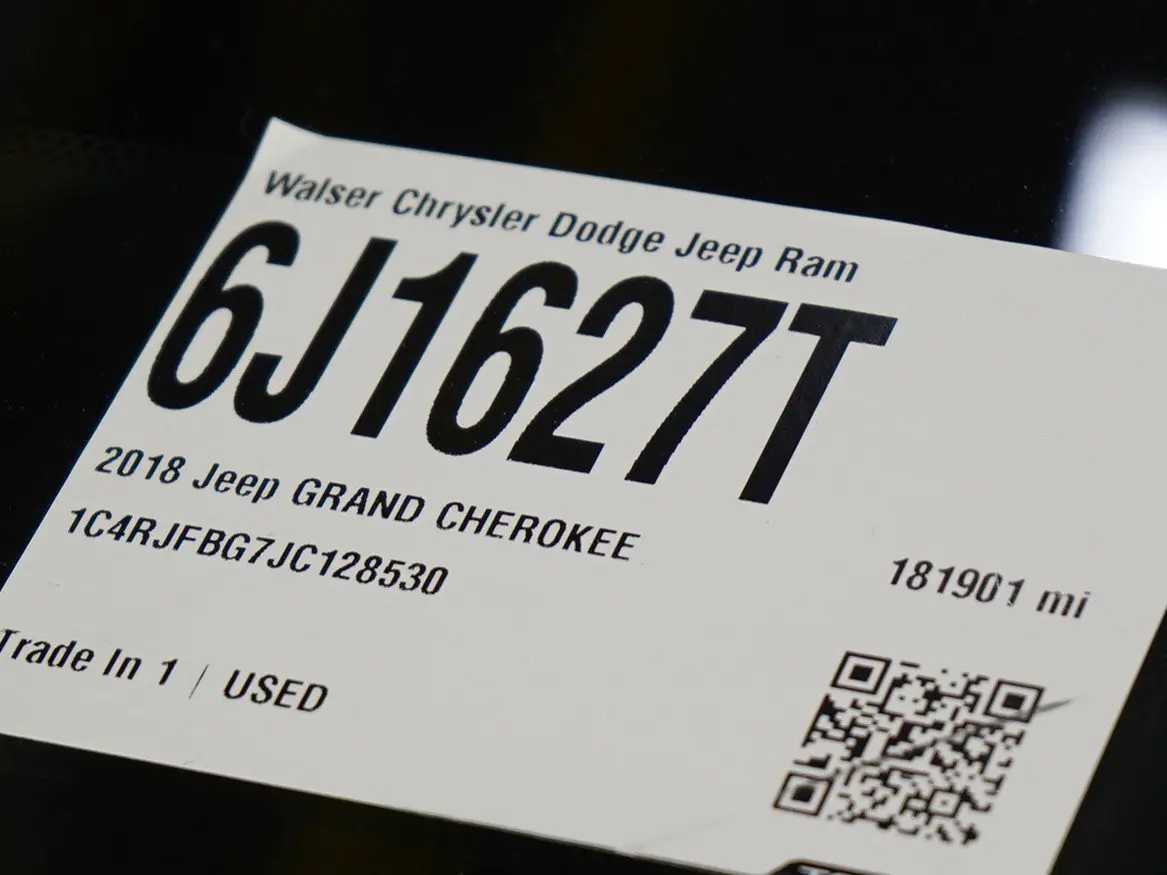 Walser Chrysler Dodge Jeep Ram
6J1627T
2018 Jeep GRAND CHEROKEE
1C4RJFBG7JC128530
181901 mi
Trade In 1 / USED